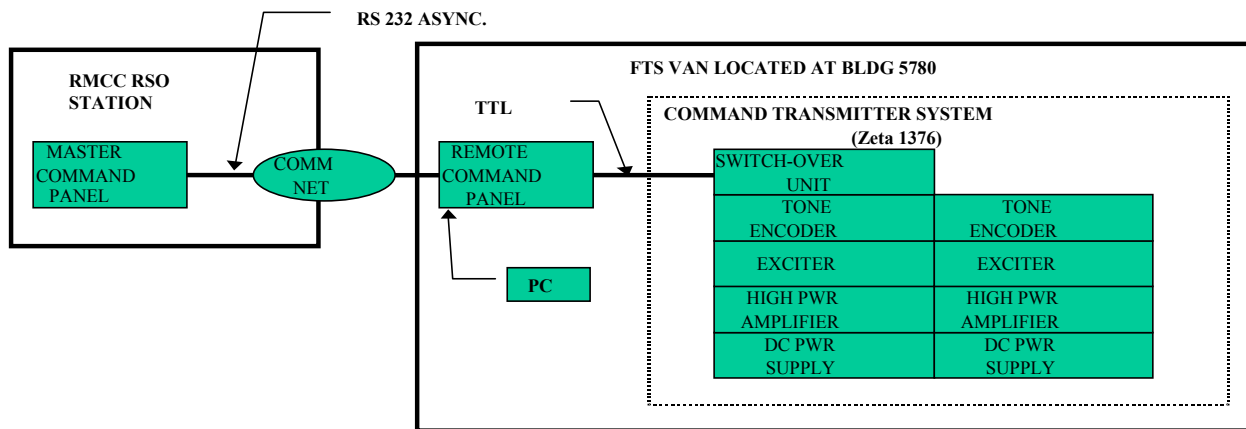 RS 232 ASYNC.
RMCC RSO
STATION
MASTER
COMMAND
PANEL
COMM
NET
FTS VAN LOCATED AT BLDG 5780
TTL
REMOTE
COMMAND
PANEL
PC
COMMAND TRANSMITTER SYSTEM
(Zeta 1376)
SWITCH-OVER
UNIT
TONE
ENCODER
TONE
ENCODER
EXCITER
EXCITER
HIGH PWR
AMPLIFIER
HIGH PWR
AMPLIFIER
DC PWR
SUPPLY
DC PWR
SUPPLY